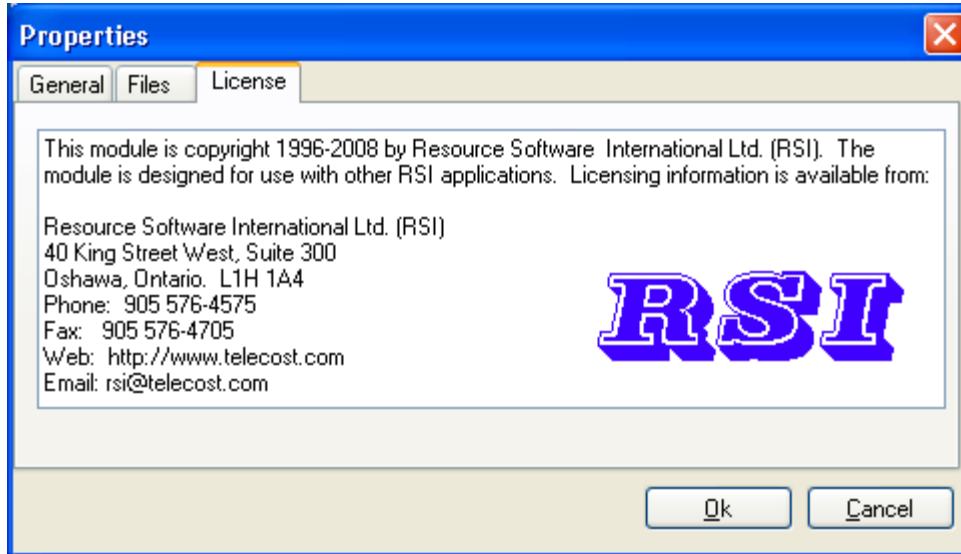 Properties
General Files License
This module is copyright 1996-2008 by Resource Software  International Ltd. (RSI).  The
module is designed for use with other RSI applications.  Licensing information is available from:
Resource Software International Ltd. (RSI)
40 King Street West, Suite 300
Oshawa, Ontario.  L1H 1A4
Phone:  905 576-4575
Fax:   905 576-4705
Web:  http://www.telecost.com
Email: rsi@telecost.com
RSI
Ok Cancel